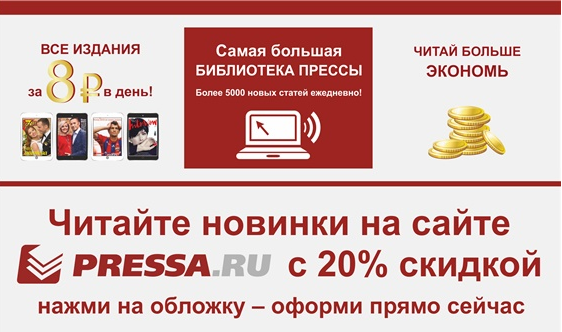 ВСЕ ИЗДАНИЯ
за 8 ₽ в день!
Самая большая
БИБЛИОТЕКА ПРЕССЫ
Более 5000 новых статей ежедневно!
ЧИТАЙ БОЛЬШЕ
ЭКОНОМЬ
Читайте новинки на сайте
PRESSA.RU с 20% скидкой
нажми на обложку – оформи прямо сейчас